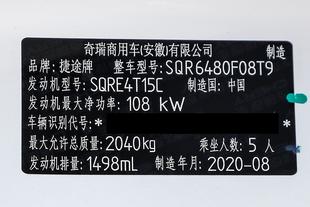 奇瑞商用车(安徽)有限公司 制造
品牌:捷途牌 整车型号:SQR6480F08T9
发动机型号:SQRE4T15C 制造国:中国
发动机最大净功率:108 kW
车辆识别代号:* *
最大允许总质量:2040kg 乘坐人数:5 人
发动机排量:1498mL 制造年月:2020-08